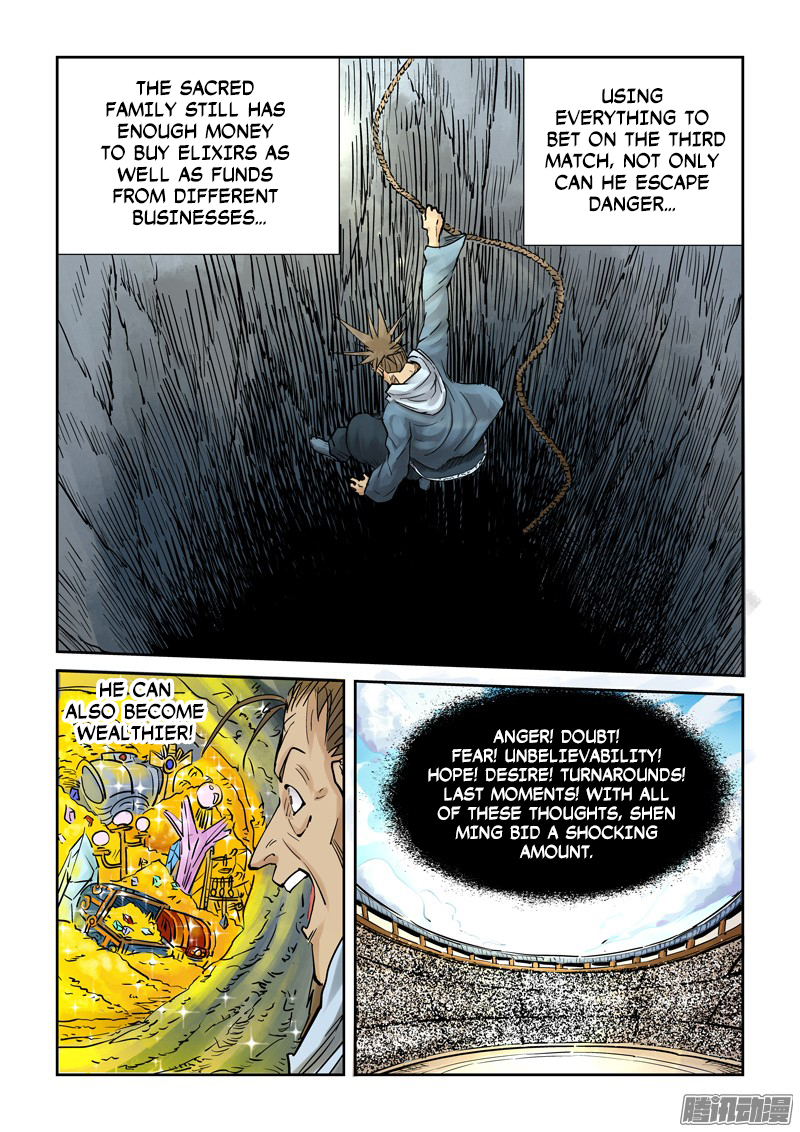 THE SACRED
FAMILY STILL HAS
ENOUGH MONEY
TO BUY ELIXIRS AS
WELL AS FUNDS
FROM DIFFERENT
BUSINESSES...
USING
EVERYTHING TO
BET ON THE THIRD
MATCH, NOT ONLY
CAN HE ESCAPE
DANGER...
HE CAN
ALSO BECOME
WEALTHIER!
ANGER! DOUBT!
FEAR! UNBELIEVABILITY!
HOPE! DESIRE! TURNAROUNDS!
LAST MOMENTS! WITH ALL
OF THESE THOUGHTS, SHEN
MING BID A SHOCKING
AMOUNT.
腾讯动漫